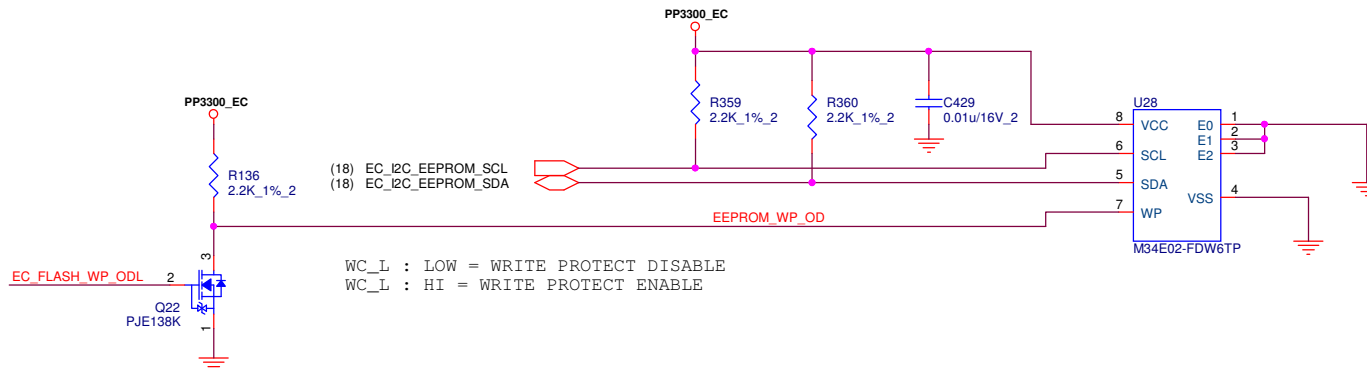 PP3300_EC
PP3300_EC
R359
2.2K_1%_2
R360
2.2K_1%_2
C429
0.01u/16V_2
U28
8 VCC E0 1
E1 2
6 SCL E2 3
5 SDA
VSS 4
7 WP
M34E02-FDW6TP
R136
2.2K_1%_2
(18) EC_I2C_EEPROM_SCL
(18) EC_I2C_EEPROM_SDA
EEPROM_WP_OD
3
EC_FLASH_WP_ODL 2
Q22
PJE138K
1
WC_L : LOW = WRITE PROTECT DISABLE
WC_L : HI = WRITE PROTECT ENABLE